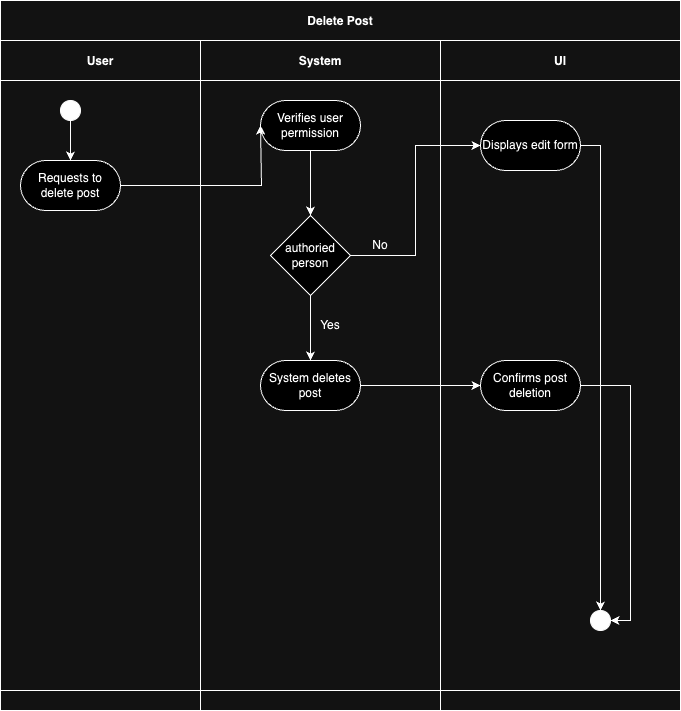 Delete Post
User
System
UI
Verifies user
permission
Displays edit form
Requests to
delete post
authoried
person
No
Yes
System deletes
post
Confirms post
deletion